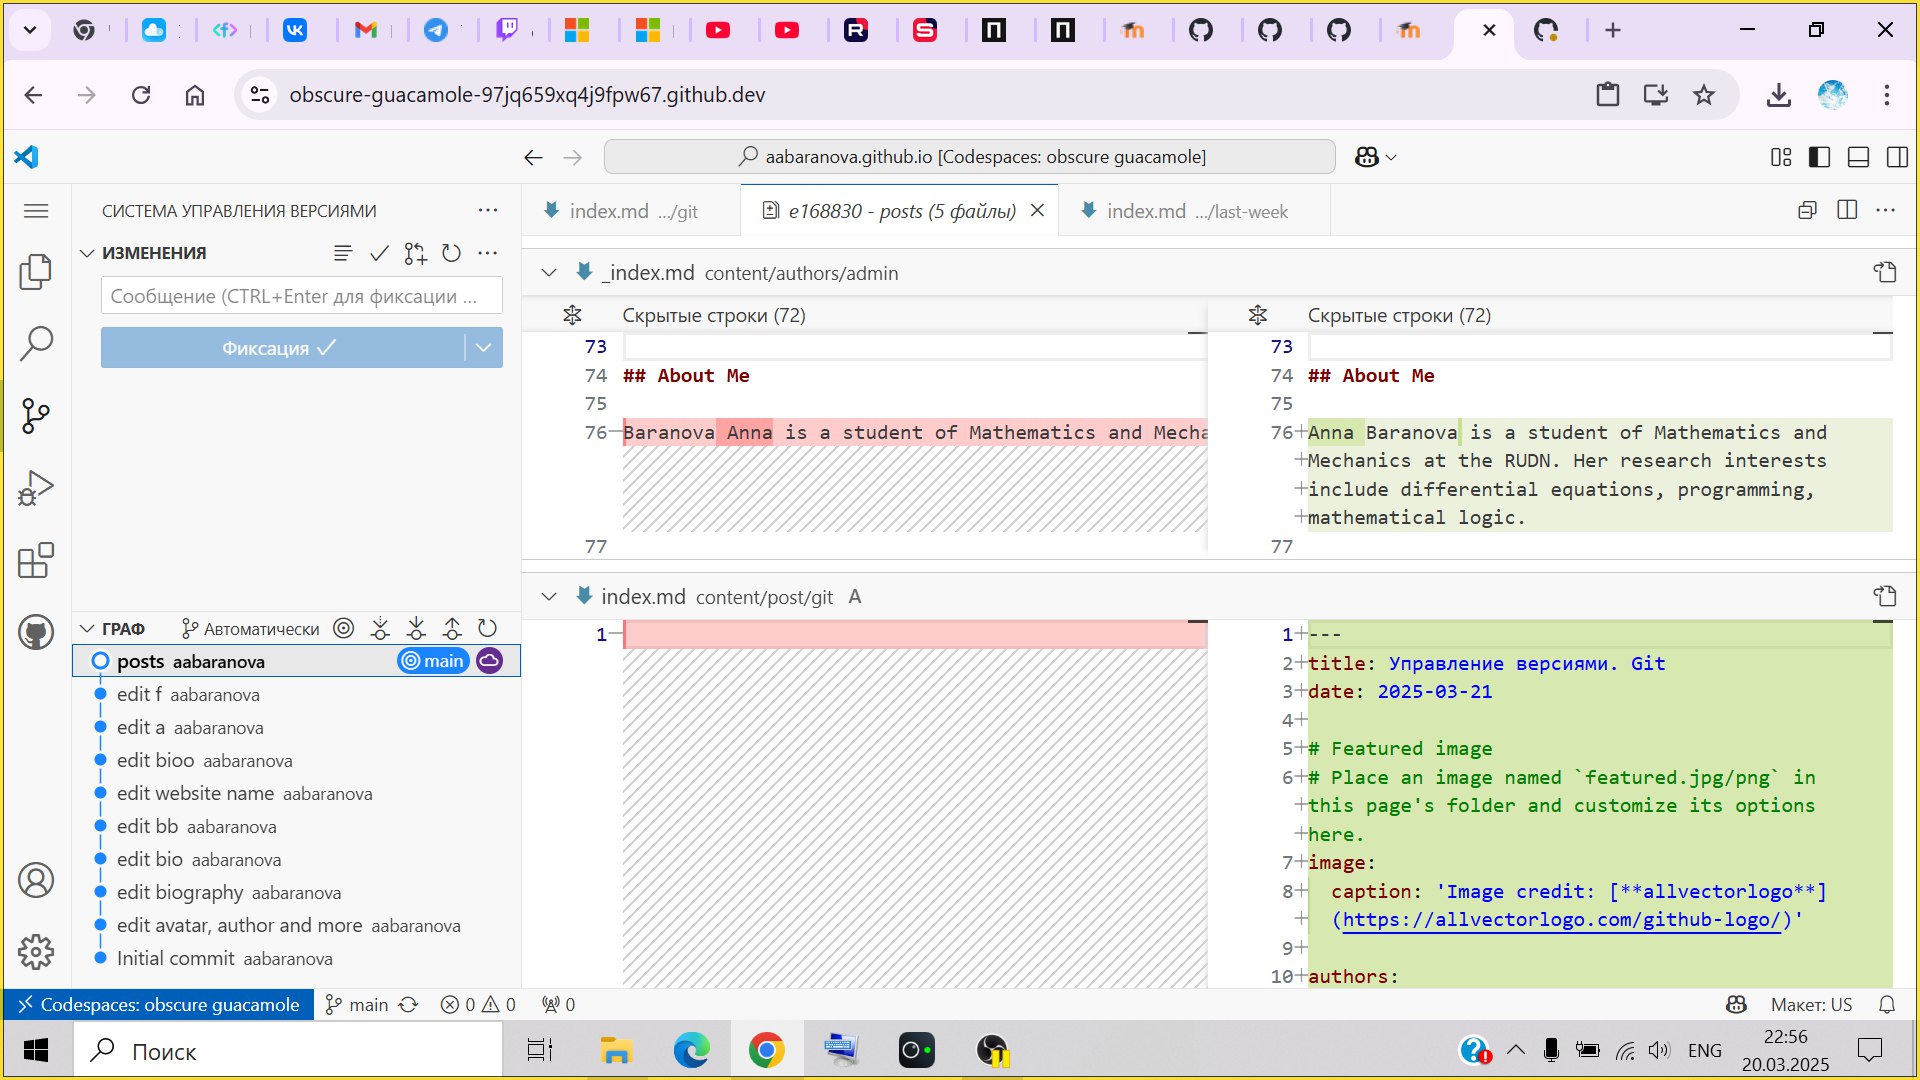 obscure-guacamole-97jq659xq4j9fpw67.github.dev
aabaranova.github.io [Codespaces: obscure guacamole]
СИСТЕМА УПРАВЛЕНИЯ ВЕРСИЯМИ
index.md .../git
e168830 - posts (5 файлы)
index.md .../last-week
ИЗМЕНЕНИЯ
Сообщение (CTRL+Enter для фиксации ...
Фиксация
_index.md content/authors/admin
Скрытые строки (72)
Скрытые строки (72)
73
74 ## About Me
75
76 Baranova Anna is a student of Mathematics and Mecha
77
73
74 ## About Me
75
76 Anna Baranova is a student of Mathematics and
Mechanics at the RUDN. Her research interests
include differential equations, programming,
mathematical logic.
77
index.md content/post/git A
1
1 ---
2 title: Управление версиями. Git
3 date: 2025-03-21
4
5 # Featured image
6 # Place an image named `featured.jpg/png` in
this page's folder and customize its options
here.
7 image:
8 caption: 'Image credit: [**allvectorlogo**]
(https://allvectorlogo.com/github-logo/)'
9
10 authors:
ГРАФ
Автоматически
posts aabaranova main
edit f aabaranova
edit a aabaranova
edit bioo aabaranova
edit website name aabaranova
edit bb aabaranova
edit bio aabaranova
edit biography aabaranova
edit avatar, author and more aabaranova
Initial commit aabaranova
Codespaces: obscure guacamole
main
0
0
0
Макет: US
Поиск
ENG
22:56
20.03.2025